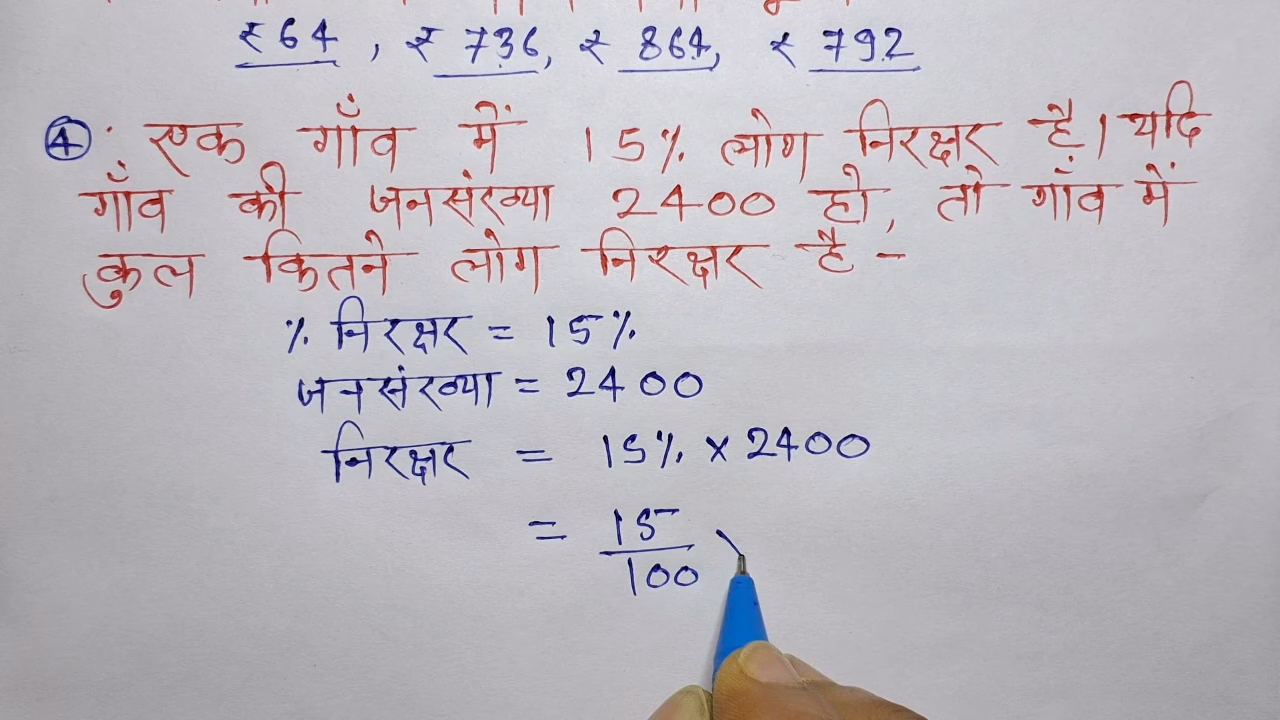 ₹64, ₹ 736, ₹ 864, ₹ 792
④. एक गाँव में 15% लोग निरक्षर है। यदि
गाँव की जनसंख्या 2400 हो, तो गाँव में
कुल कितने लोग निरक्षर है -
% निरक्षर = 15%
जनसंख्या = 2400
निरक्षर = 15% × 2400
= 15/100